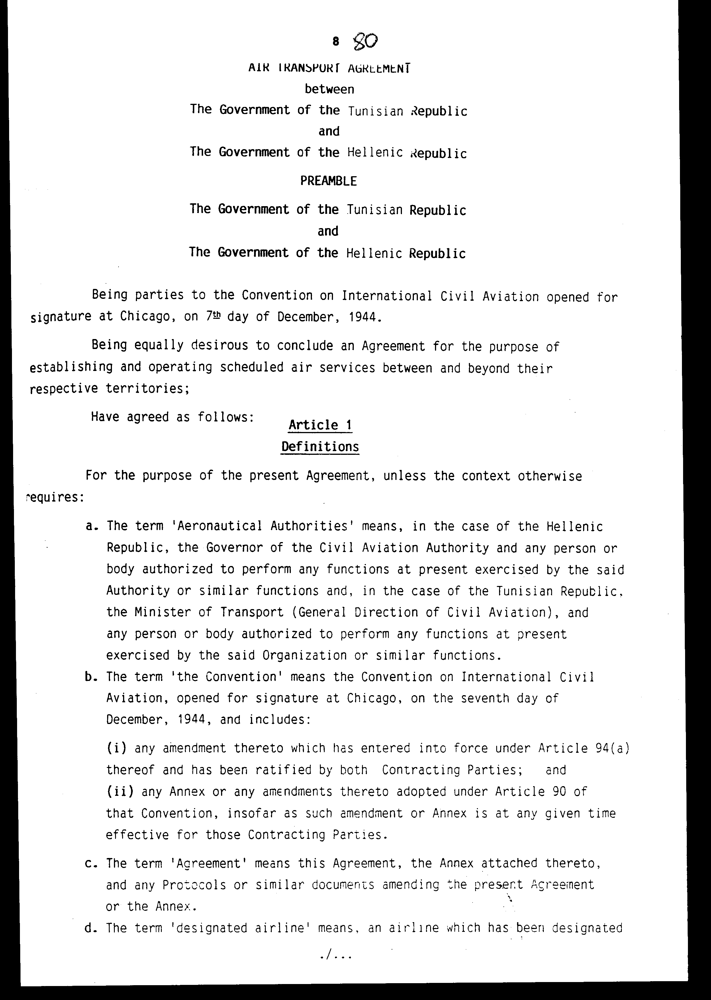 8 80
AIR TRANSPORT AGREEMENT
between
The Government of the Tunisian Republic
and
The Government of the Hellenic Republic
PREAMBLE
The Government of the Tunisian Republic
and
The Government of the Hellenic Republic
Being parties to the Convention on International Civil Aviation opened for
signature at Chicago, on 7th day of December, 1944.
Being equally desirous to conclude an Agreement for the purpose of
establishing and operating scheduled air services between and beyond their
respective territories;
Have agreed as follows:
Article 1
Definitions
For the purpose of the present Agreement, unless the context otherwise
requires:
a. The term 'Aeronautical Authorities' means, in the case of the Hellenic
Republic, the Governor of the Civil Aviation Authority and any person or
body authorized to perform any functions at present exercised by the said
Authority or similar functions and, in the case of the Tunisian Republic,
the Minister of Transport (General Direction of Civil Aviation), and
any person or body authorized to perform any functions at present
exercised by the said Organization or similar functions.
b. The term 'the Convention' means the Convention on International Civil
Aviation, opened for signature at Chicago, on the seventh day of
December, 1944, and includes:
(i) any amendment thereto which has entered into force under Article 94(a)
thereof and has been ratified by both Contracting Parties; and
(ii) any Annex or any amendments thereto adopted under Article 90 of
that Convention, insofar as such amendment or Annex is at any given time
effective for those Contracting Parties.
c. The term 'Agreement' means this Agreement, the Annex attached thereto,
and any Protocols or similar documents amending the present Agreement
or the Annex.
d. The term 'designated airline' means, an airline which has been designated
./...